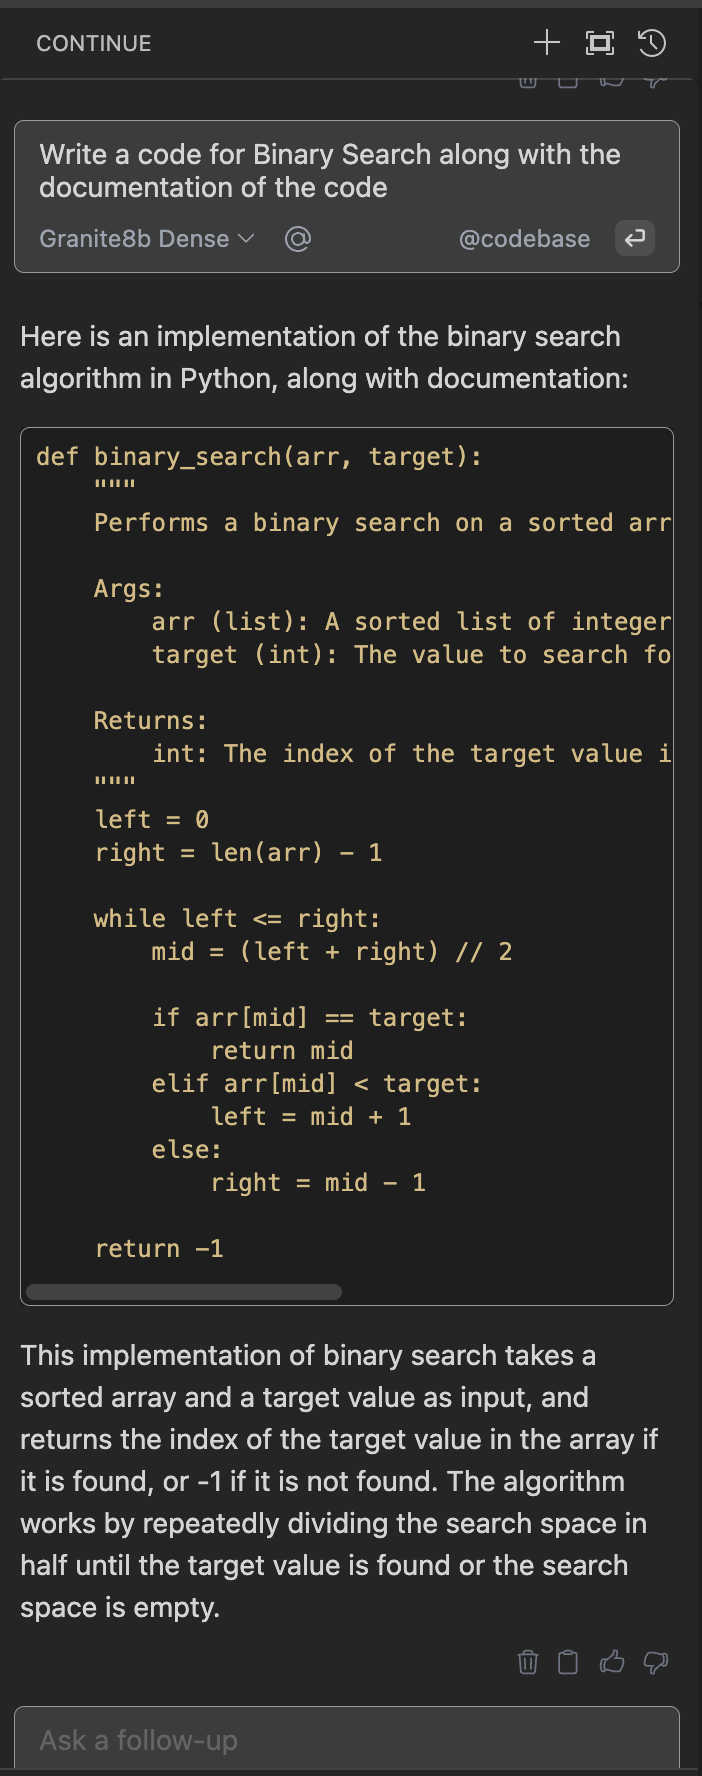 CONTINUE
Write a code for Binary Search along with the
documentation of the code
Granite8b Dense @codebase
Here is an implementation of the binary search
algorithm in Python, along with documentation:
def binary_search(arr, target):
    """
    Performs a binary search on a sorted arr

    Args:
        arr (list): A sorted list of integer
        target (int): The value to search fo

    Returns:
        int: The index of the target value i
    """
    left = 0
    right = len(arr) - 1

    while left <= right:
        mid = (left + right) // 2

        if arr[mid] == target:
            return mid
        elif arr[mid] < target:
            left = mid + 1
        else:
            right = mid - 1

    return -1
This implementation of binary search takes a
sorted array and a target value as input, and
returns the index of the target value in the array if
it is found, or -1 if it is not found. The algorithm
works by repeatedly dividing the search space in
half until the target value is found or the search
space is empty.
Ask a follow-up